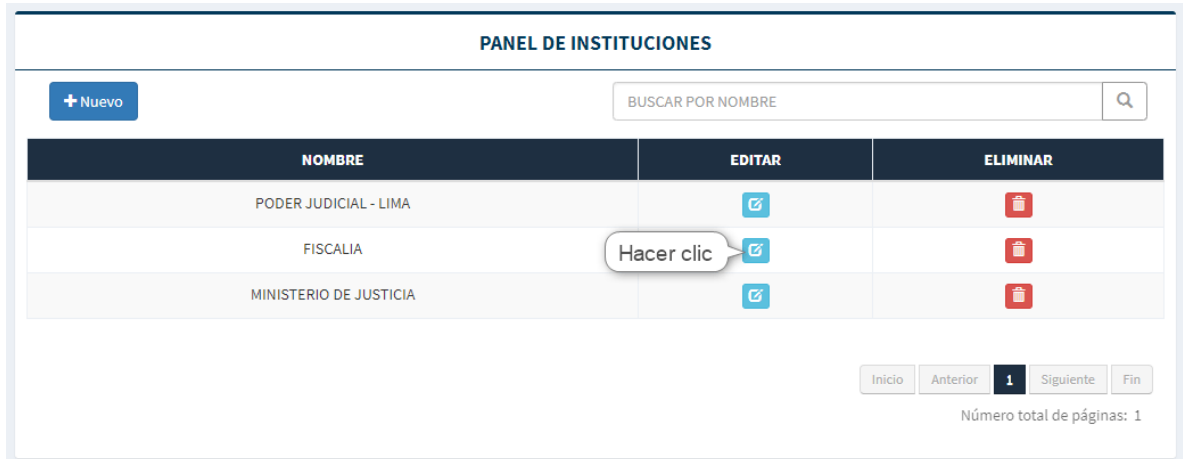 PANEL DE INSTITUCIONES
Nuevo
BUSCAR POR NOMBRE
NOMBRE EDITAR ELIMINAR
PODER JUDICIAL - LIMA
FISCALIA Hacer clic
MINISTERIO DE JUSTICIA
Inicio Anterior 1 Siguiente Fin
Número total de páginas: 1